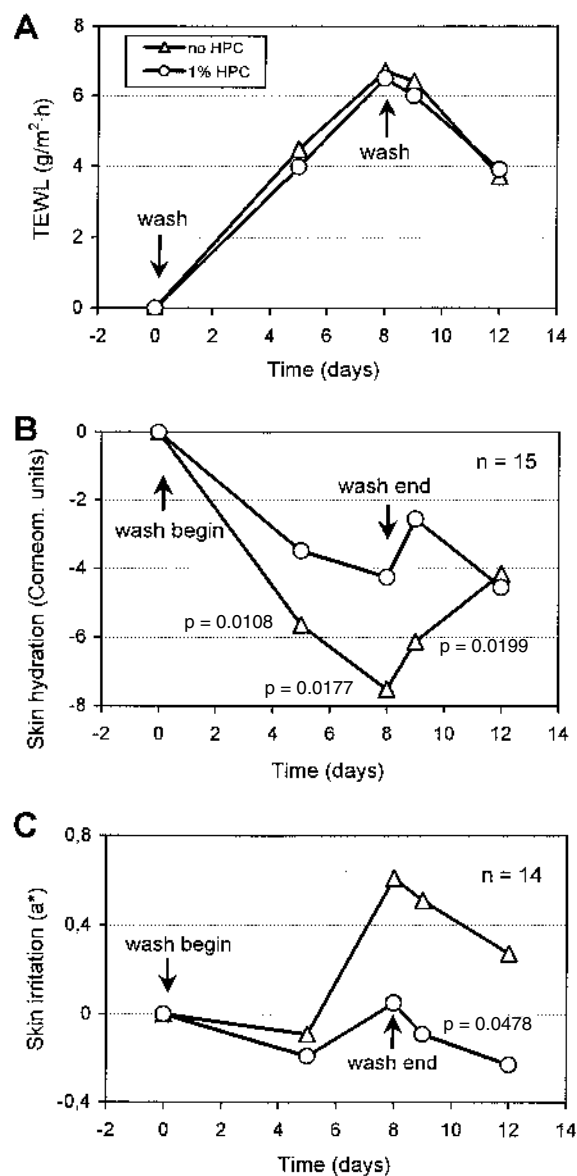 A
8
no HPC
1% HPC
6
4
2
0
TEWL (g/m²·h)
wash
wash
-2 0 2 4 6 8 10 12 14
Time (days)
B
0
-2
-4
-6
-8
Skin hydration (Corneom. units)
n = 15
wash end
wash begin
p = 0.0108
p = 0.0199
p = 0.0177
-2 0 2 4 6 8 10 12 14
Time (days)
C
0,8
0,4
0
-0,4
Skin irritation (a*)
n = 14
wash begin
p = 0.0478
wash end
-2 0 2 4 6 8 10 12 14
Time (days)